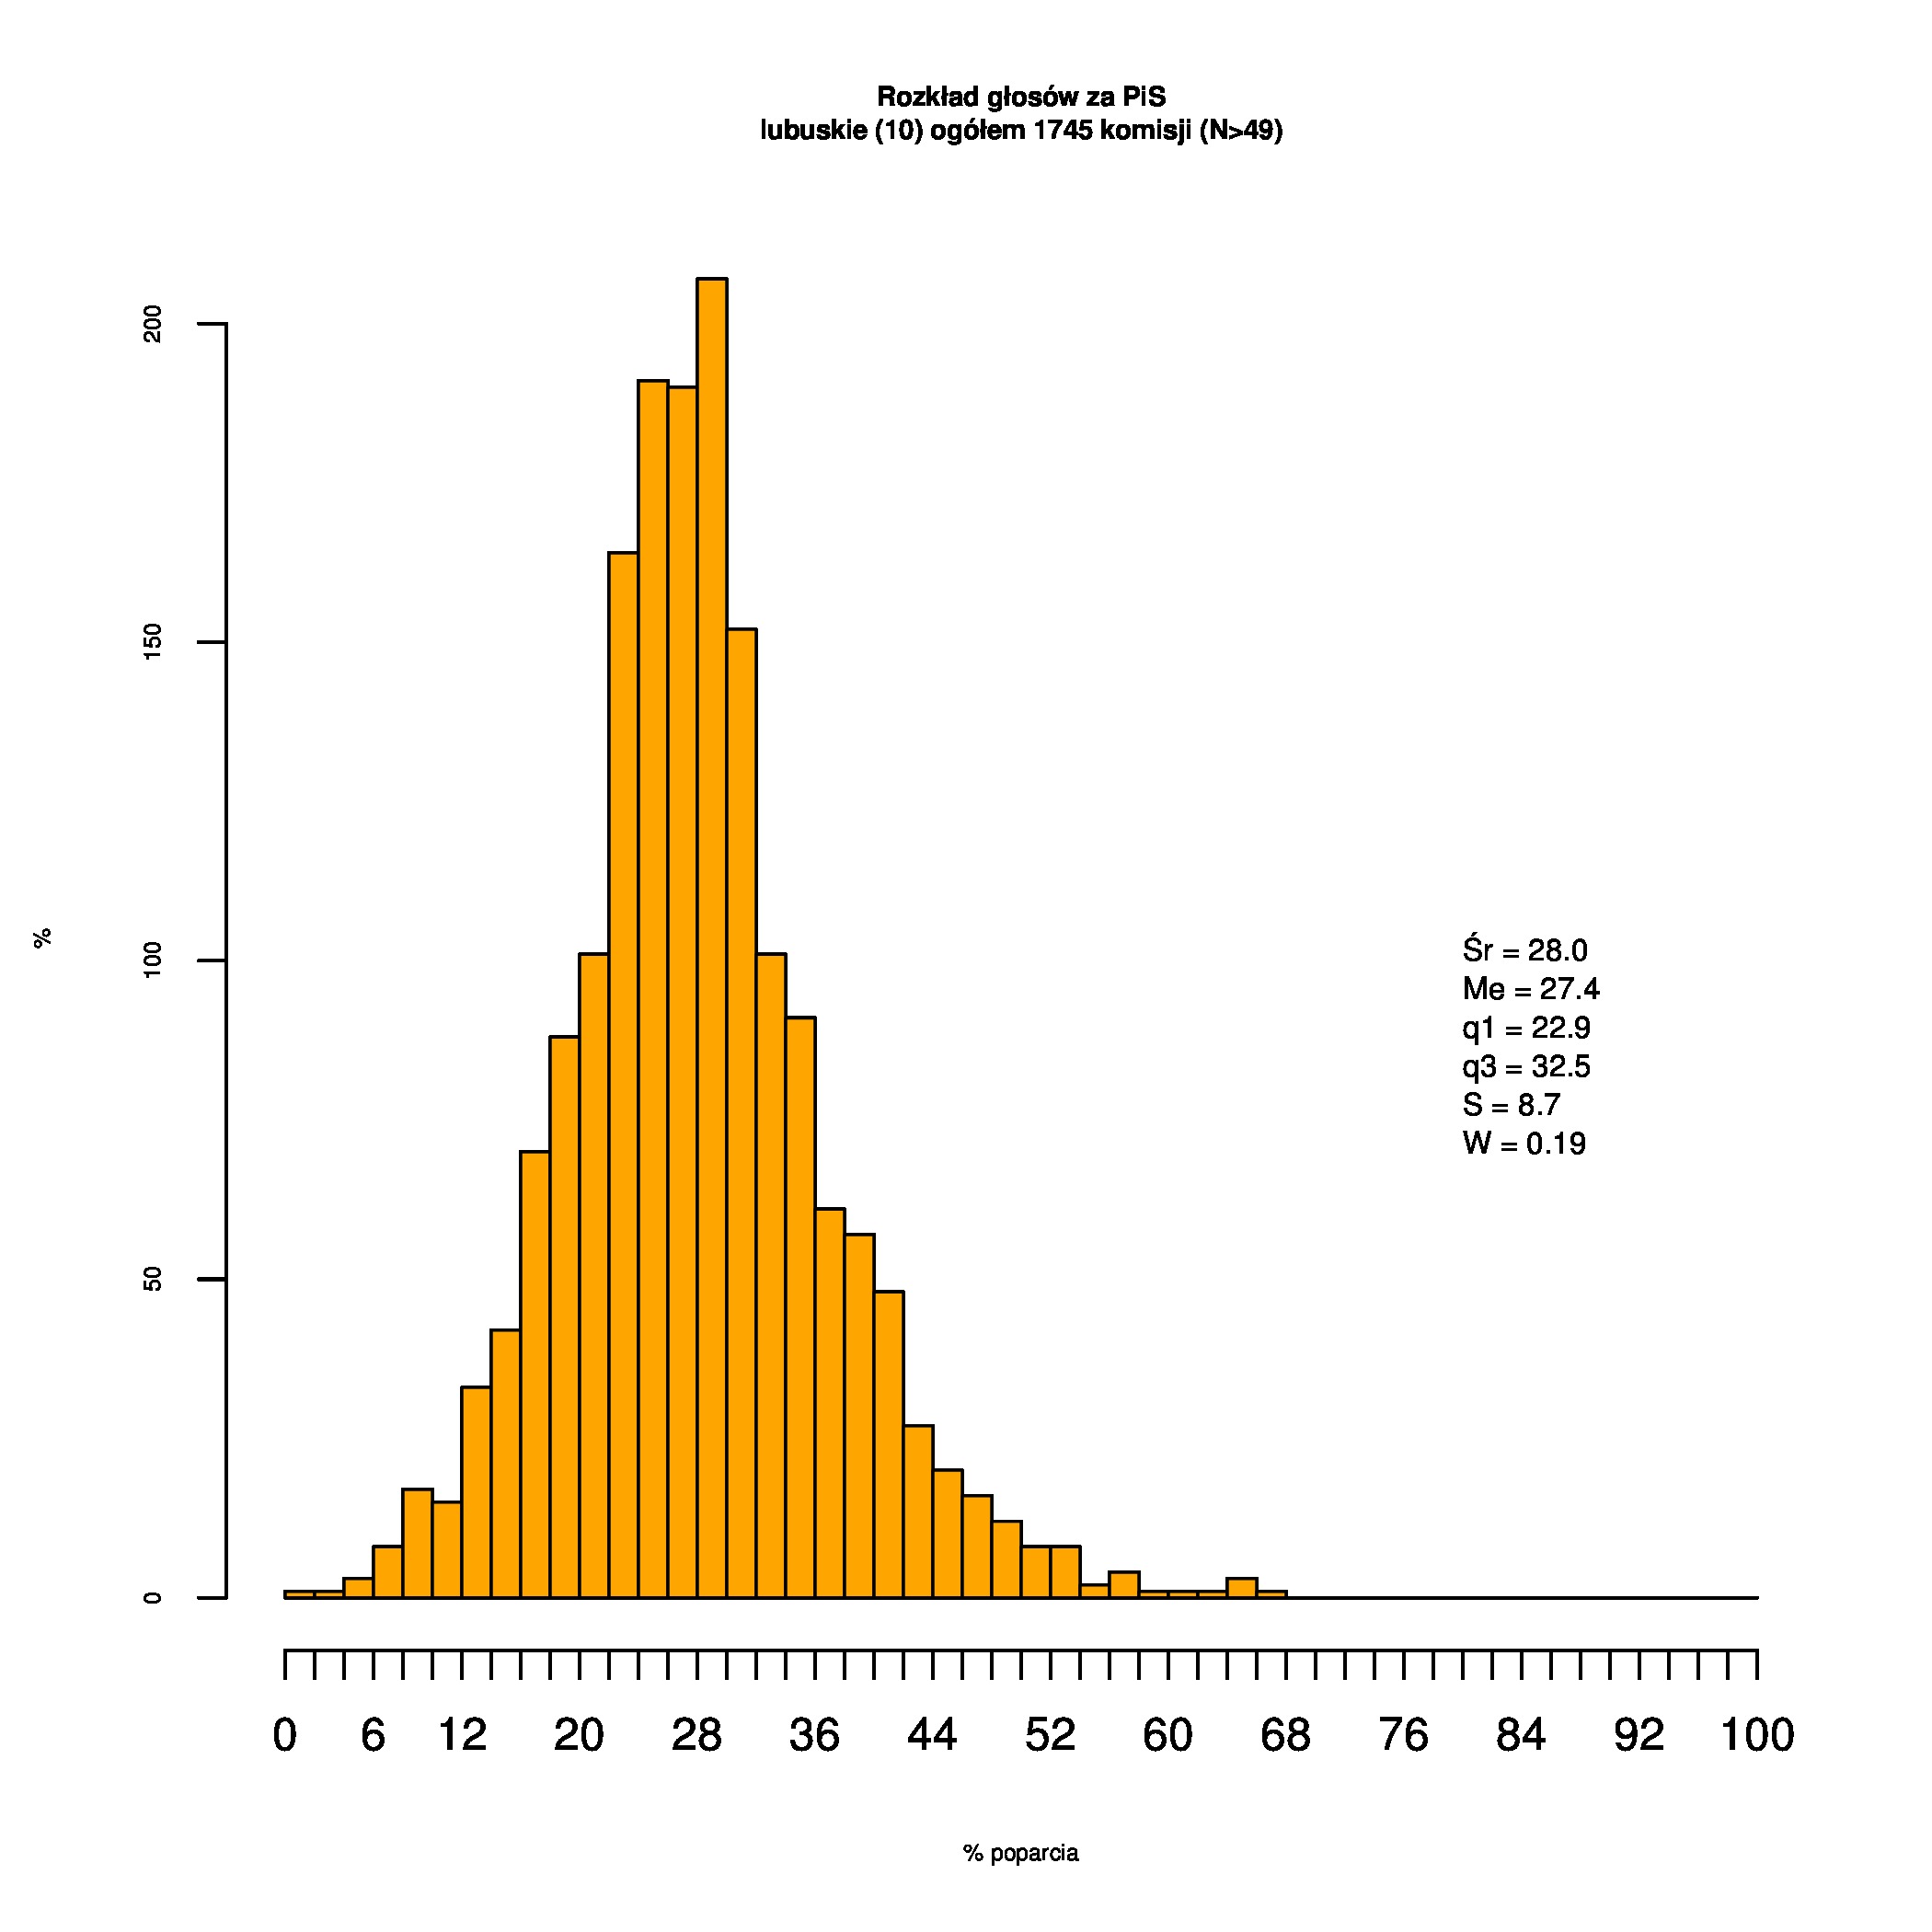 Rozkład głosów za PiS
lubuskie (10) ogółem 1745 komisji (N>49)
%
200
150
100
50
0
Śr = 28.0
Me = 27.4
q1 = 22.9
q3 = 32.5
S = 8.7
W = 0.19
0 6 12 20 28 36 44 52 60 68 76 84 92 100
% poparcia